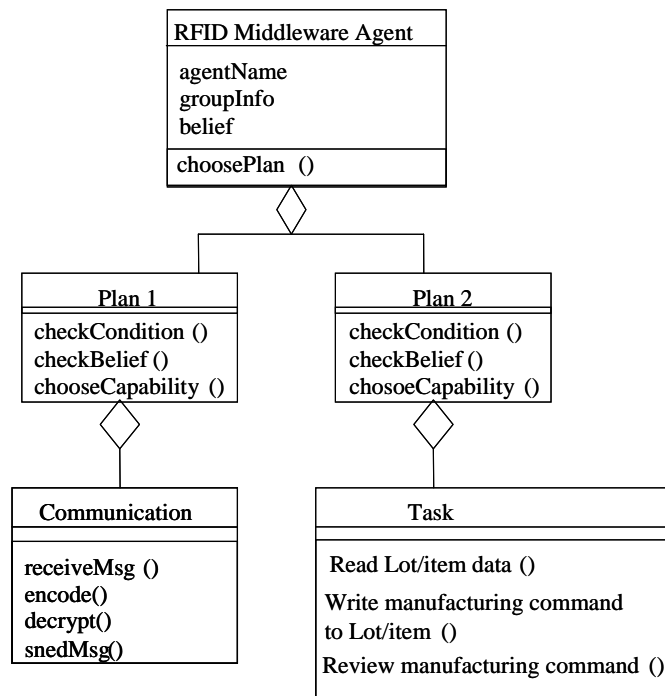 RFID Middleware Agent
agentName
groupInfo
belief
choosePlan ()
Plan 1
checkCondition ()
checkBelief ()
chooseCapability ()
Plan 2
checkCondition ()
checkBelief ()
chosoeCapability ()
Communication
receiveMsg ()
encode()
decrypt()
snedMsg()
Task
Read Lot/item data ()
Write manufacturing command
to Lot/item ()
Review manufacturing command ()